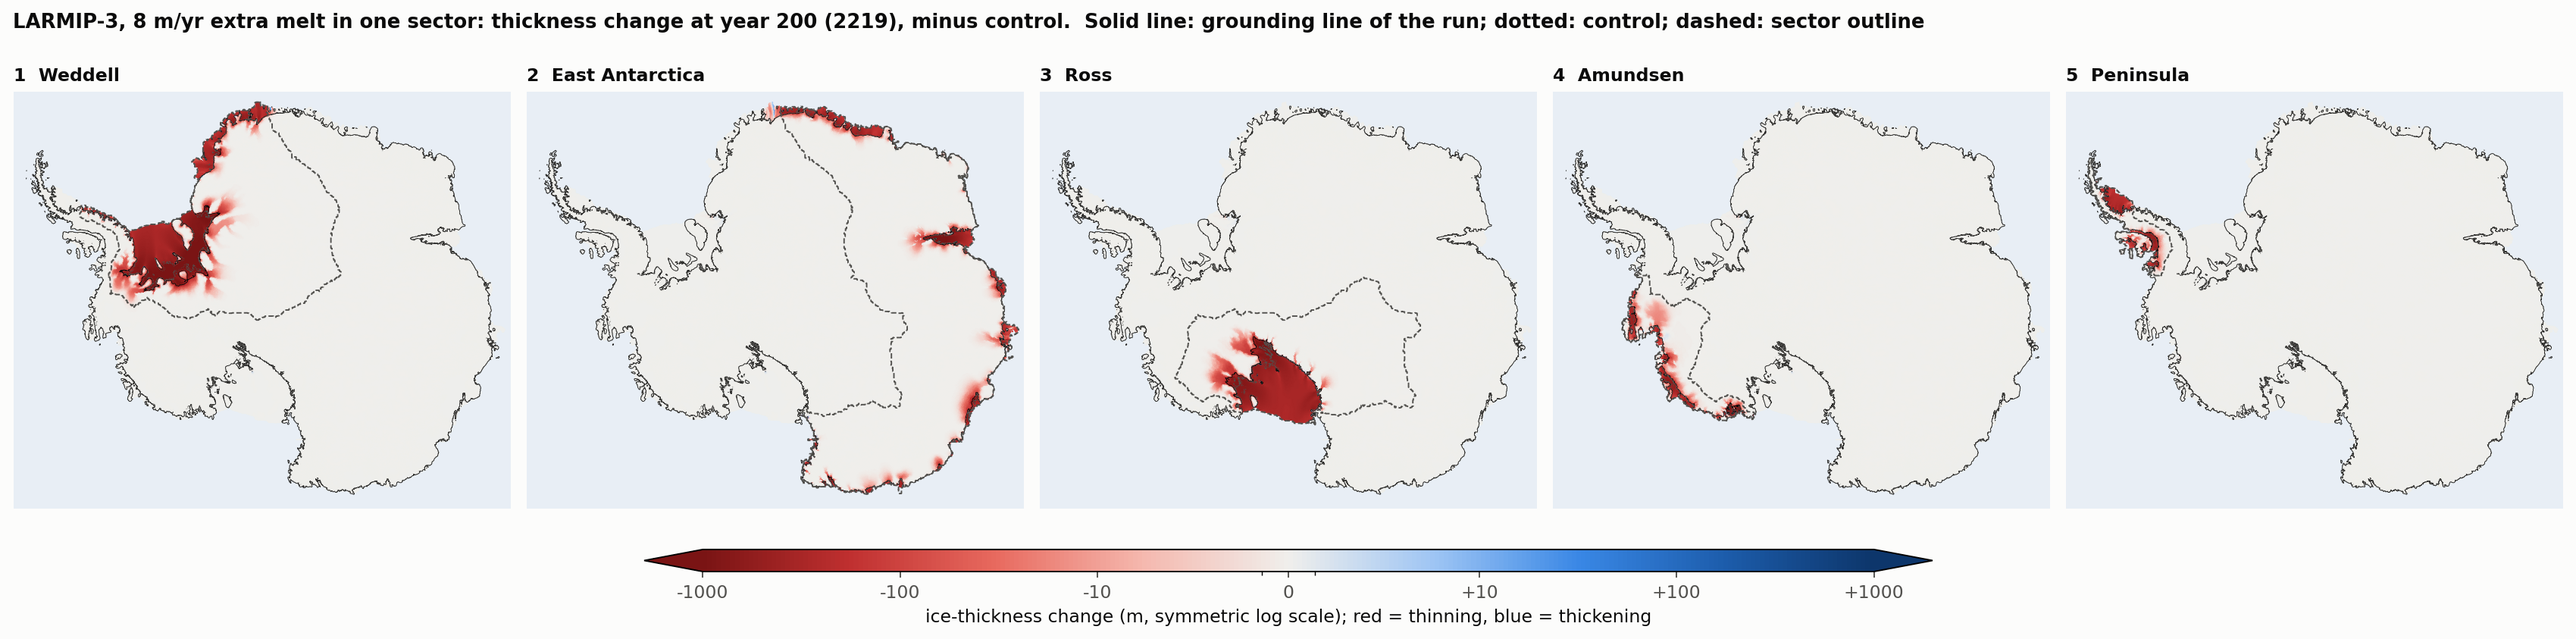 LARMIP-3, 8 m/yr extra melt in one sector: thickness change at year 200 (2219), minus control.  Solid line: grounding line of the run; dotted: control; dashed: sector outline
1  Weddell
2  East Antarctica
3  Ross
4  Amundsen
5  Peninsula
-1000 -100 -10 0 +10 +100 +1000
ice-thickness change (m, symmetric log scale); red = thinning, blue = thickening